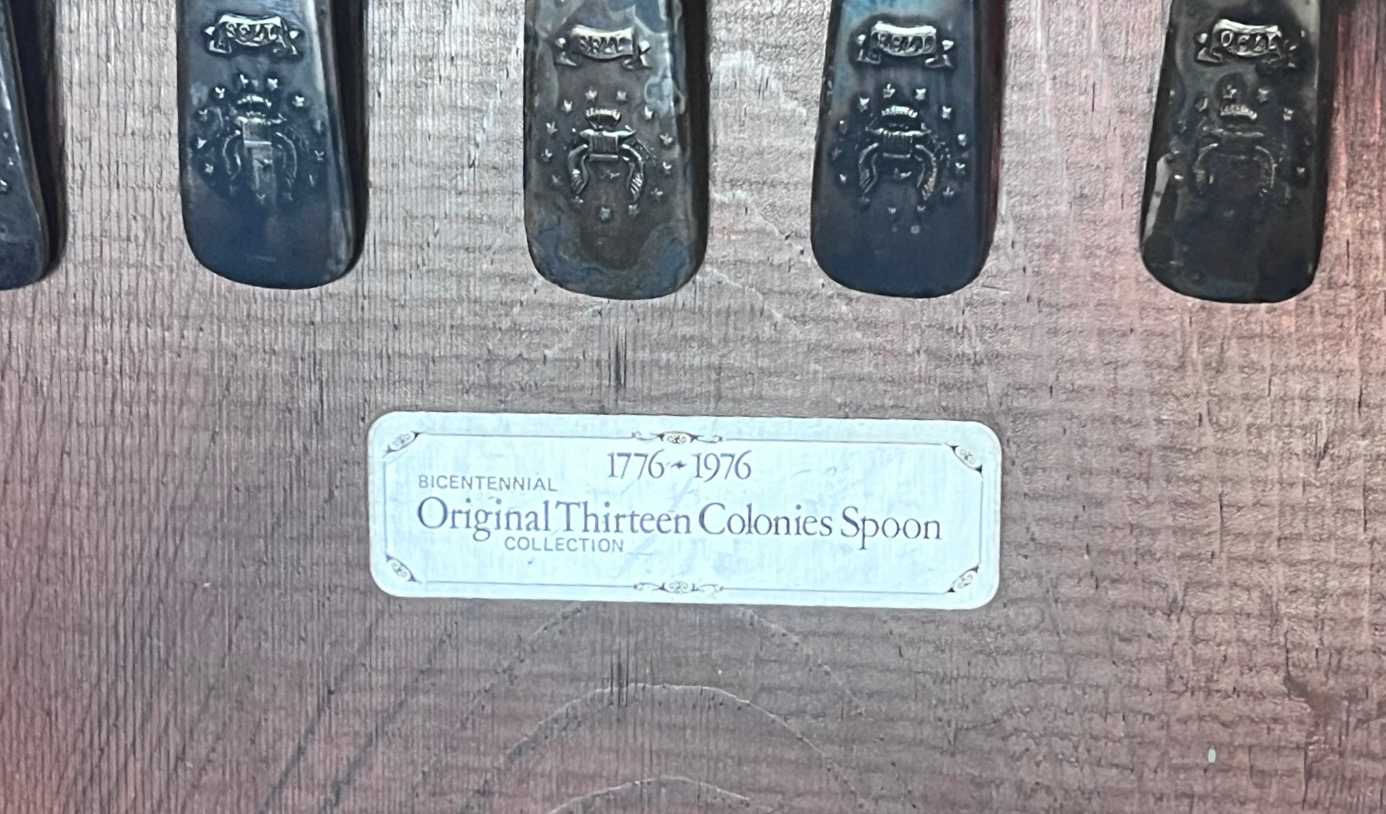 1776 ~ 1976
BICENTENNIAL
Original Thirteen Colonies Spoon
COLLECTION